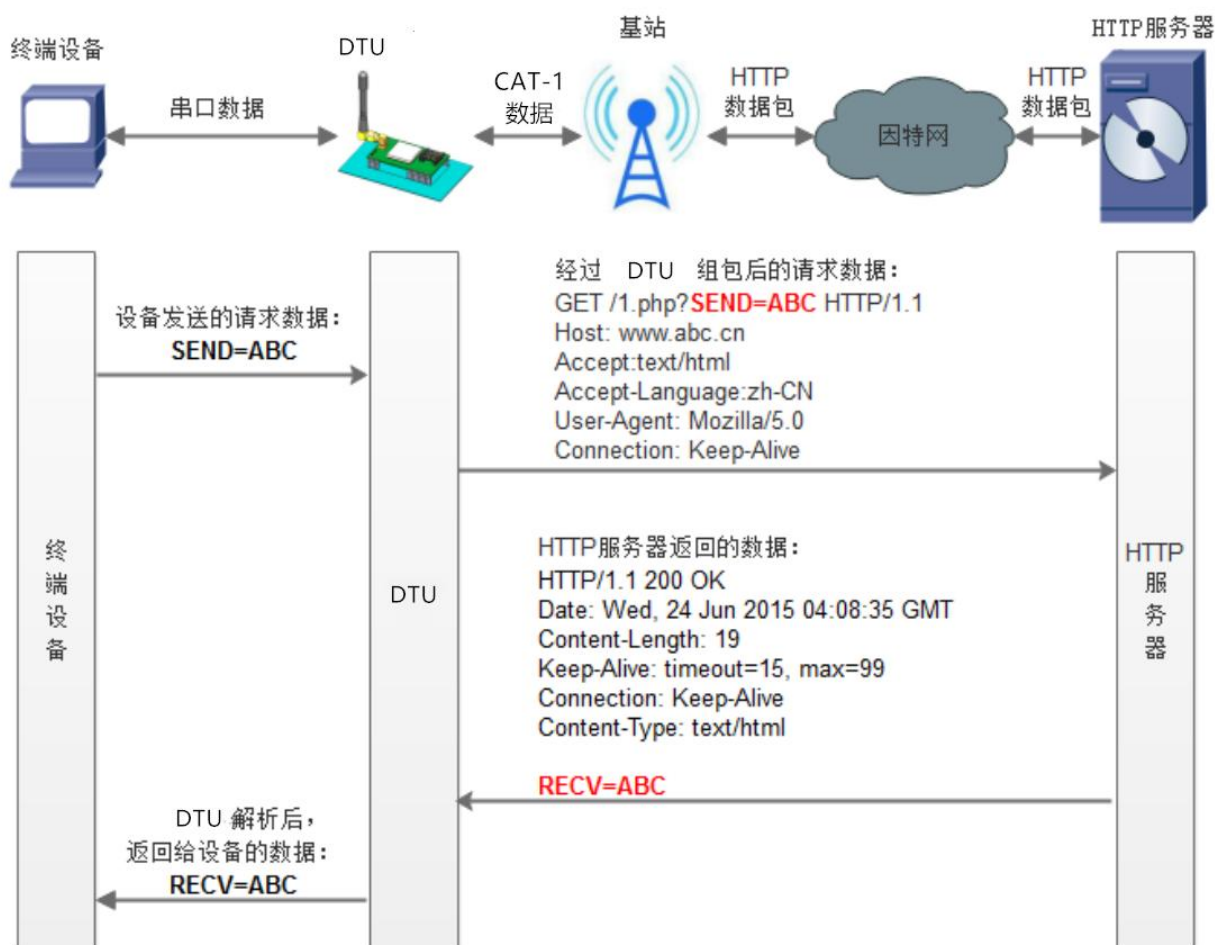 终端设备
DTU
基站
HTTP服务器
串口数据
CAT-1
数据
HTTP
数据包
因特网
HTTP
数据包
设备发送的请求数据：
SEND=ABC
经过 DTU 组包后的请求数据：
GET /1.php?SEND=ABC HTTP/1.1
Host: www.abc.cn
Accept:text/html
Accept-Language:zh-CN
User-Agent: Mozilla/5.0
Connection: Keep-Alive
终
端
设
备
DTU
HTTP服务器返回的数据：
HTTP/1.1 200 OK
Date: Wed, 24 Jun 2015 04:08:35 GMT
Content-Length: 19
Keep-Alive: timeout=15, max=99
Connection: Keep-Alive
Content-Type: text/html
RECV=ABC
HTTP
服
务
器
DTU 解析后，
返回给设备的数据：
RECV=ABC